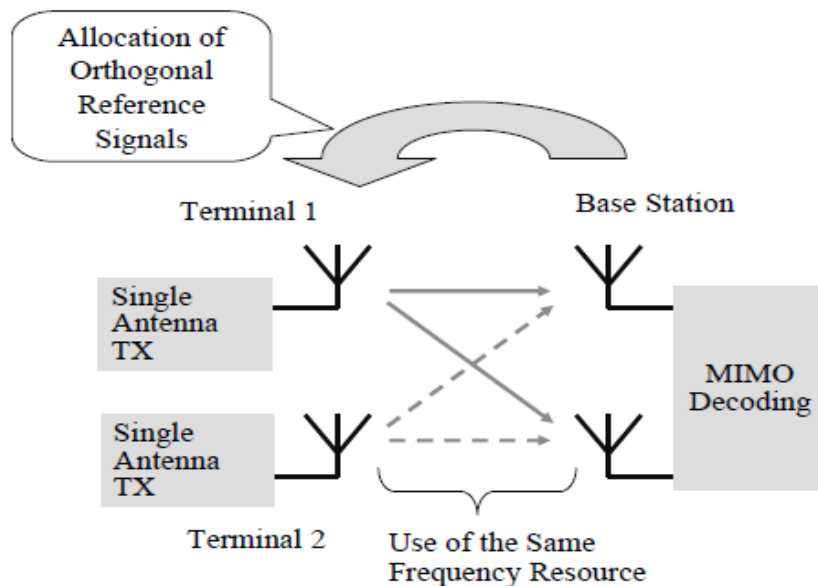 Allocation of
Orthogonal
Reference
Signals
Terminal 1
Base Station
Single
Antenna
TX
MIMO
Decoding
Single
Antenna
TX
Terminal 2
Use of the Same
Frequency Resource